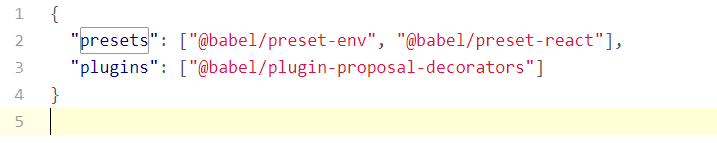 1 {
2 "presets": ["@babel/preset-env", "@babel/preset-react"],
3 "plugins": ["@babel/plugin-proposal-decorators"]
4 }
5